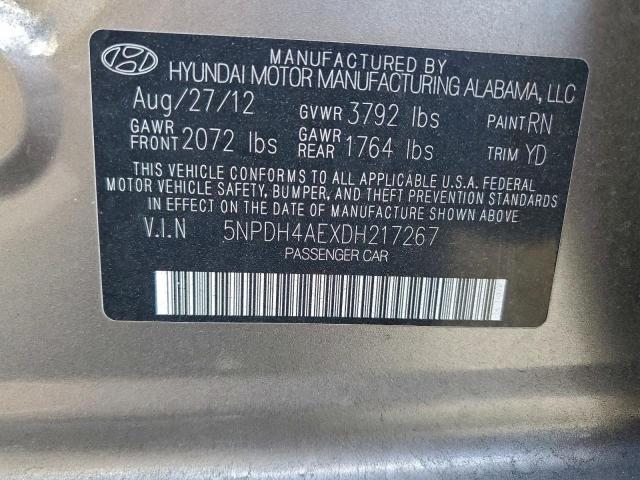 MANUFACTURED BY
HYUNDAI MOTOR MANUFACTURING ALABAMA, LLC
Aug/27/12 GVWR 3792 lbs PAINT RN
GAWR FRONT 2072 lbs GAWR REAR 1764 lbs TRIM YD
THIS VEHICLE CONFORMS TO ALL APPLICABLE U.S.A. FEDERAL
MOTOR VEHICLE SAFETY, BUMPER, AND THEFT PREVENTION STANDARDS
IN EFFECT ON THE DATE OF MANUFACTURE SHOWN ABOVE.
V.I.N 5NPDH4AEXDH217267
PASSENGER CAR